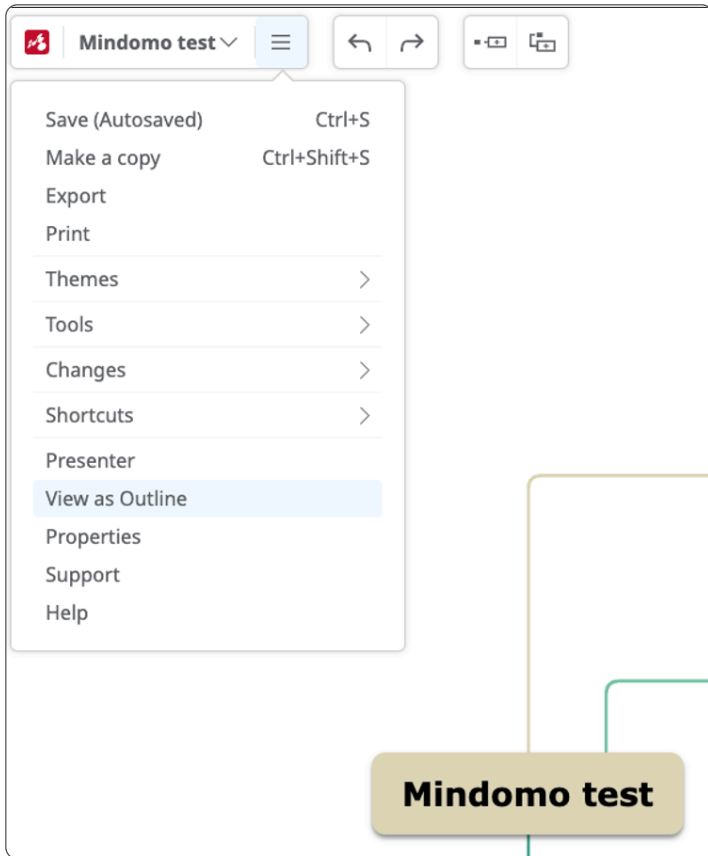 Mindomo test
Save (Autosaved) Ctrl+S
Make a copy Ctrl+Shift+S
Export
Print
Themes
Tools
Changes
Shortcuts
Presenter
View as Outline
Properties
Support
Help
Mindomo test